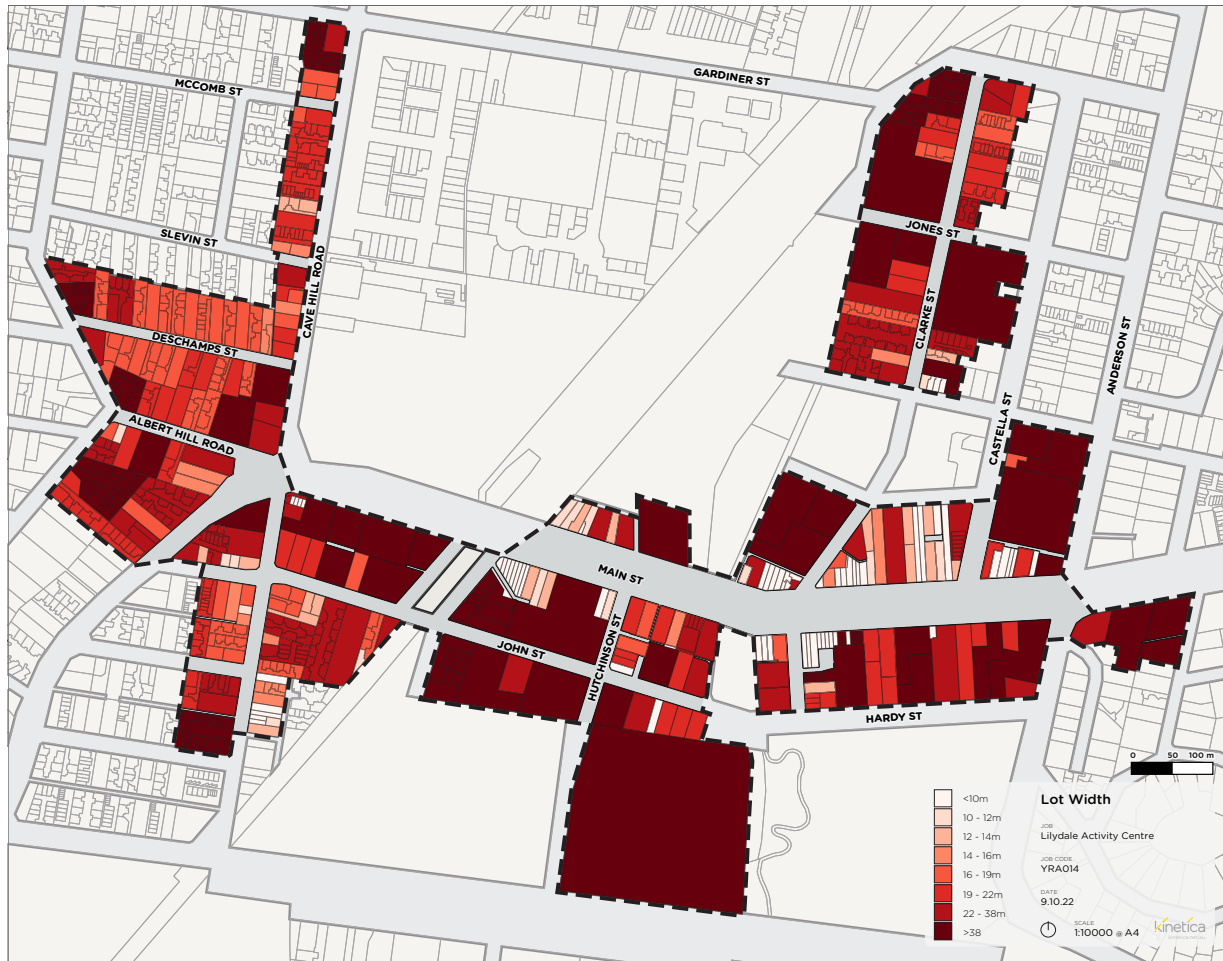 GARDINER ST
MCCOMB ST
SLEVIN ST
CAVE HILL ROAD
JONES ST
DESCHAMPS ST
CLARKE ST
ANDERSON ST
ALBERT HILL ROAD
CASTELLA ST
MAIN ST
HUTCHINSON ST
JOHN ST
HARDY ST
0 50 100 m
<10m
10 - 12m
12 - 14m
14 - 16m
16 - 19m
19 - 22m
22 - 38m
>38
Lot Width
JOB
Lilydale Activity Centre
JOB CODE
YRA014
DATE
9.10.22
SCALE
1:10000 @ A4
kinetica